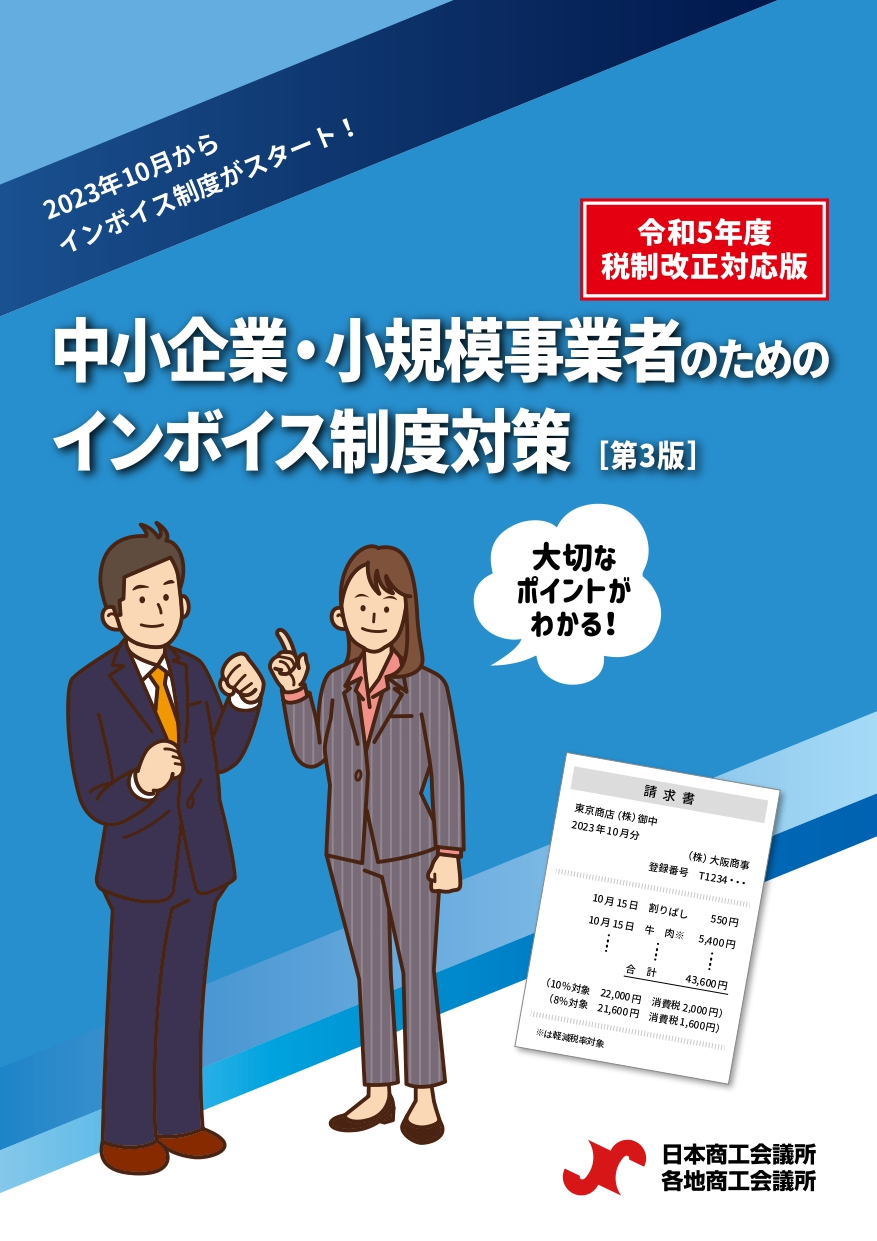 2023年10月から
インボイス制度がスタート！
令和5年度
税制改正対応版
中小企業・小規模事業者のための
インボイス制度対策 [第3版]
大切な
ポイントが
わかる！
請求書
東京商店（株）御中
2023年10月分
（株）大阪商事
登録番号 T1234・・・
10月15日 割りばし 550円
10月15日 牛 肉※ 5,400円
合 計 43,600円
（10％対象 22,000円 消費税 2,000円）
（8％対象 21,600円 消費税 1,600円）
※は軽減税率対象
日本商工会議所
各地商工会議所